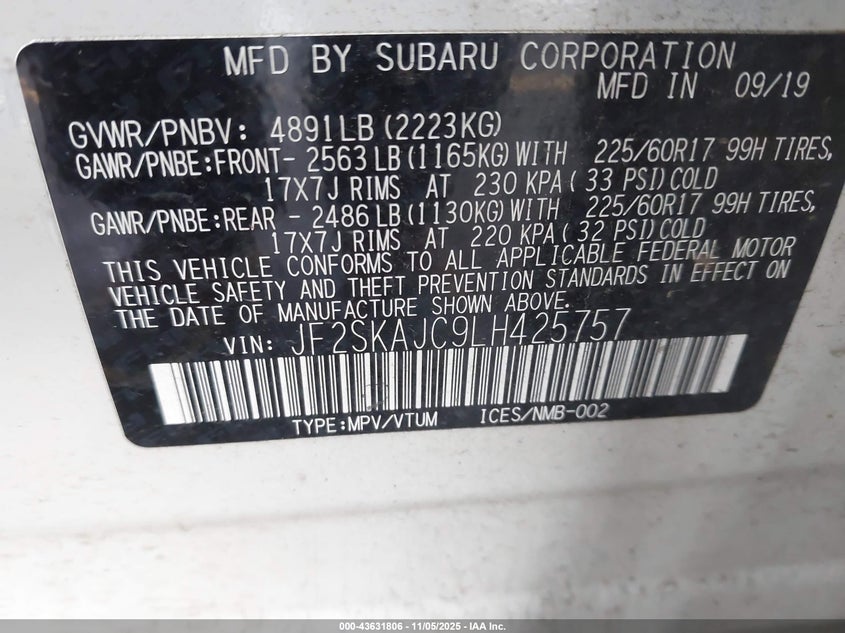 MFD BY SUBARU CORPORATION
MFD IN 09/19
GVWR/PNBV: 4891LB(2223KG)
GAWR/PNBE:FRONT- 2563LB(1165KG)WITH 225/60R17 99H TIRES,
17X7J RIMS AT 230 KPA( 33 PSI)COLD
GAWR/PNBE:REAR - 2486LB(1130KG)WITH 225/60R17 99H TIRES,
17X7J RIMS AT 220 KPA( 32 PSI)COLD
THIS VEHICLE CONFORMS TO ALL APPLICABLE FEDERAL MOTOR
VEHICLE SAFETY AND THEFT PREVENTION STANDARDS IN EFFECT ON
THE DATE OF MANUFACTURE SHOWN ABOVE.
VIN: JF2SKAJC9LH425757
TYPE:MPV/VTUM ICES/NMB-002
000-43631806 - 11/05/2025 - IAA Inc.